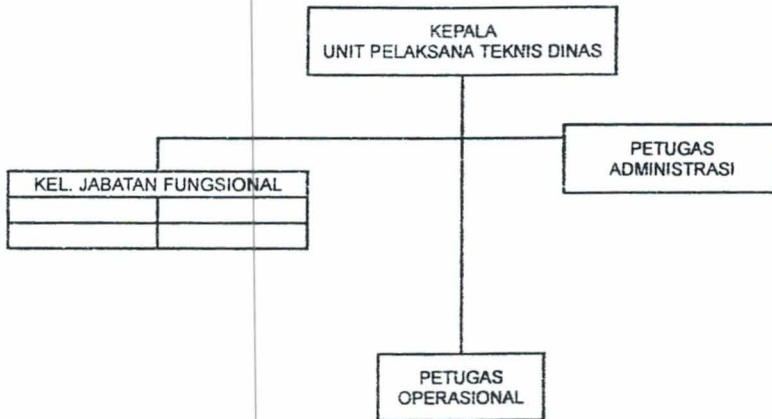 KEPALA
UNIT PELAKSANA TEKNIS DINAS
PETUGAS
ADMINISTRASI
KEL. JABATAN FUNGSIONAL
PETUGAS
OPERASIONAL